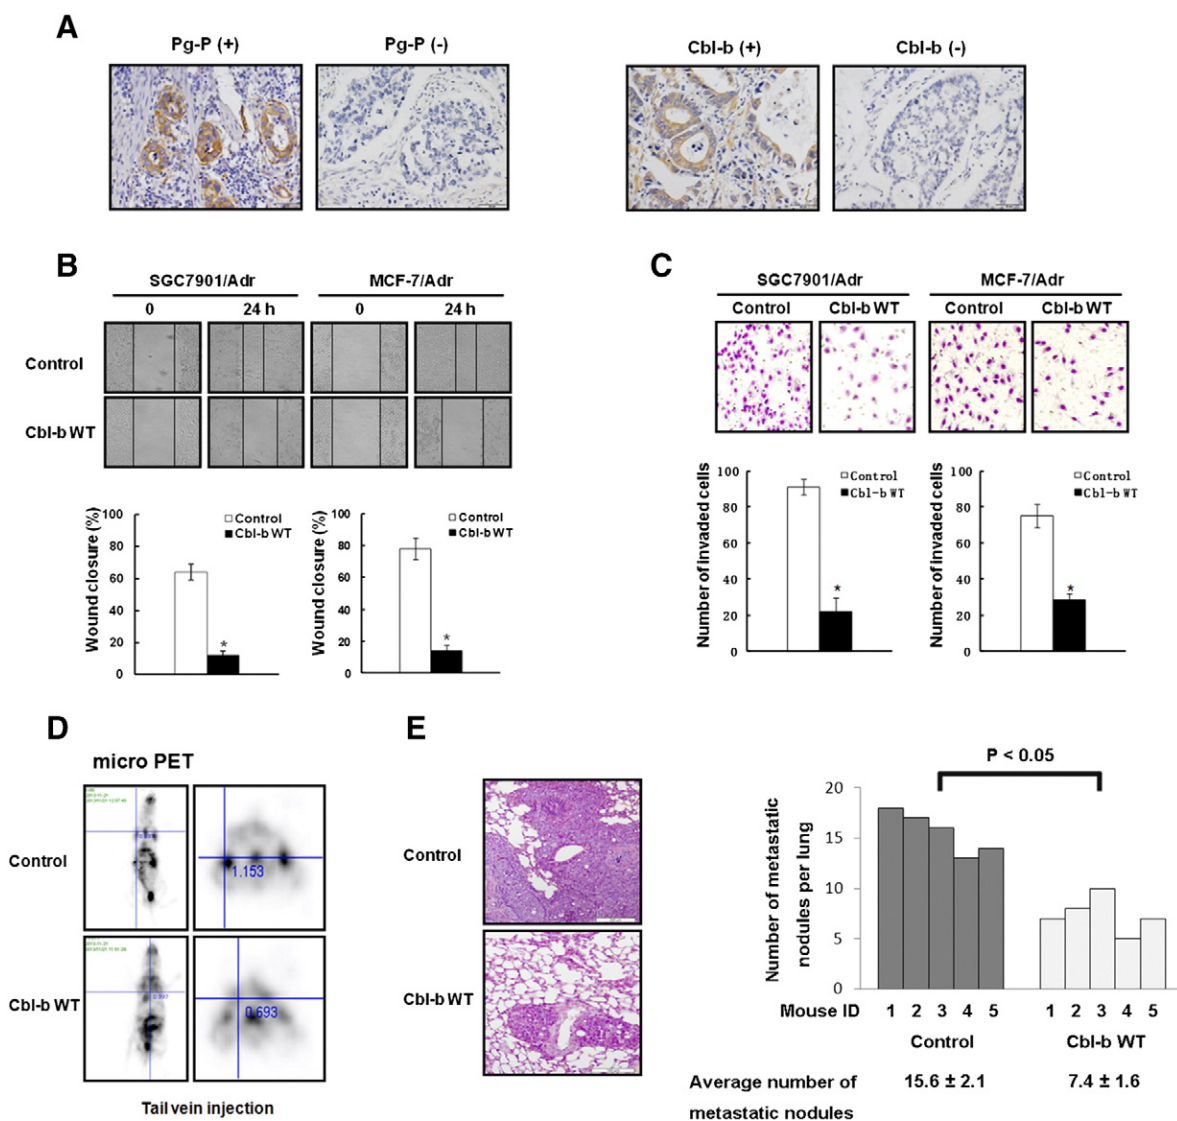 A
Pg-P (+)
Pg-P (-)
Cbl-b (+)
Cbl-b (-)
B
SGC7901/Adr
MCF-7/Adr
0
24 h
0
24 h
Control
Cbl-b WT
Wound closure (%)
100
80
60
40
20
0
Control
Cbl-b WT
*
Wound closure (%)
100
80
60
40
20
0
Control
Cbl-b WT
*
C
SGC7901/Adr
MCF-7/Adr
Control
Cbl-b WT
Control
Cbl-b WT
Number of invaded cells
100
80
60
40
20
0
Control
Cbl-b WT
*
Number of invaded cells
100
80
60
40
20
0
Control
Cbl-b WT
*
D
micro PET
Control
1.153
Cbl-b WT
0.693
Tail vein injection
E
Control
Cbl-b WT
P < 0.05
Number of metastatic
nodules per lung
20
15
10
5
0
Mouse ID 1 2 3 4 5 1 2 3 4 5
Control Cbl-b WT
Average number of 15.6 ± 2.1 7.4 ± 1.6
metastatic nodules